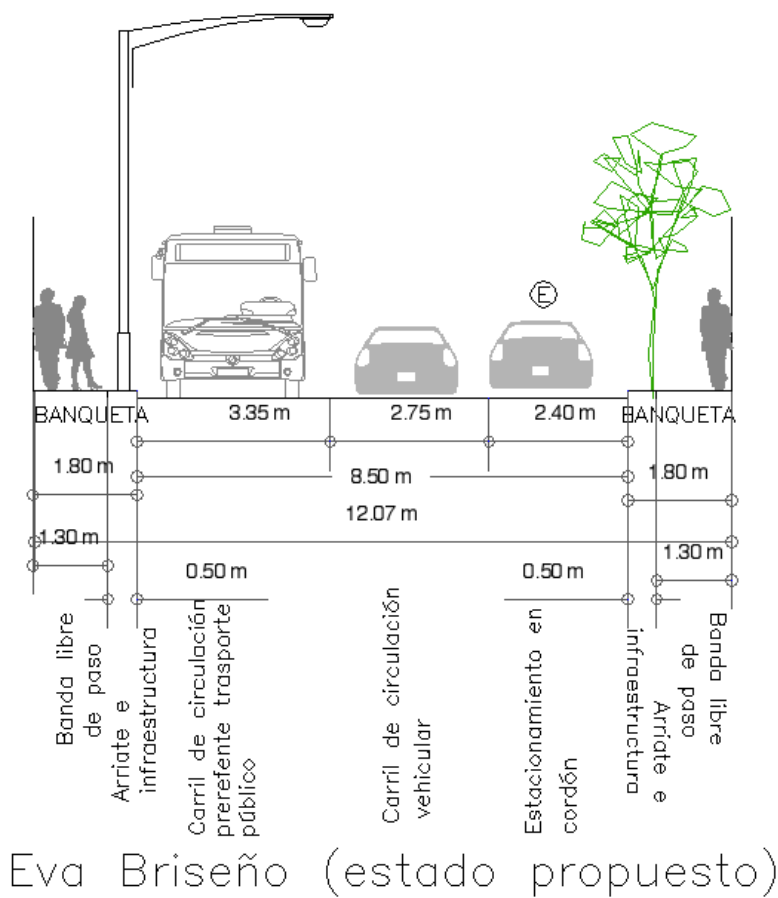 E
BANQUETA
3.35 m
2.75 m
2.40 m
BANQUETA
1.80 m
8.50 m
1.80 m
12.07 m
1.30 m
1.30 m
0.50 m
0.50 m
Banda libre
de paso
Arriate e
infraestructura
Carril de circulación
prerefente trasporte
público
Carril de circulación
vehicular
Estacionamiento en
cordón
infraestructura
Arriate e
de paso
Banda libre
Eva Briseño (estado propuesto)